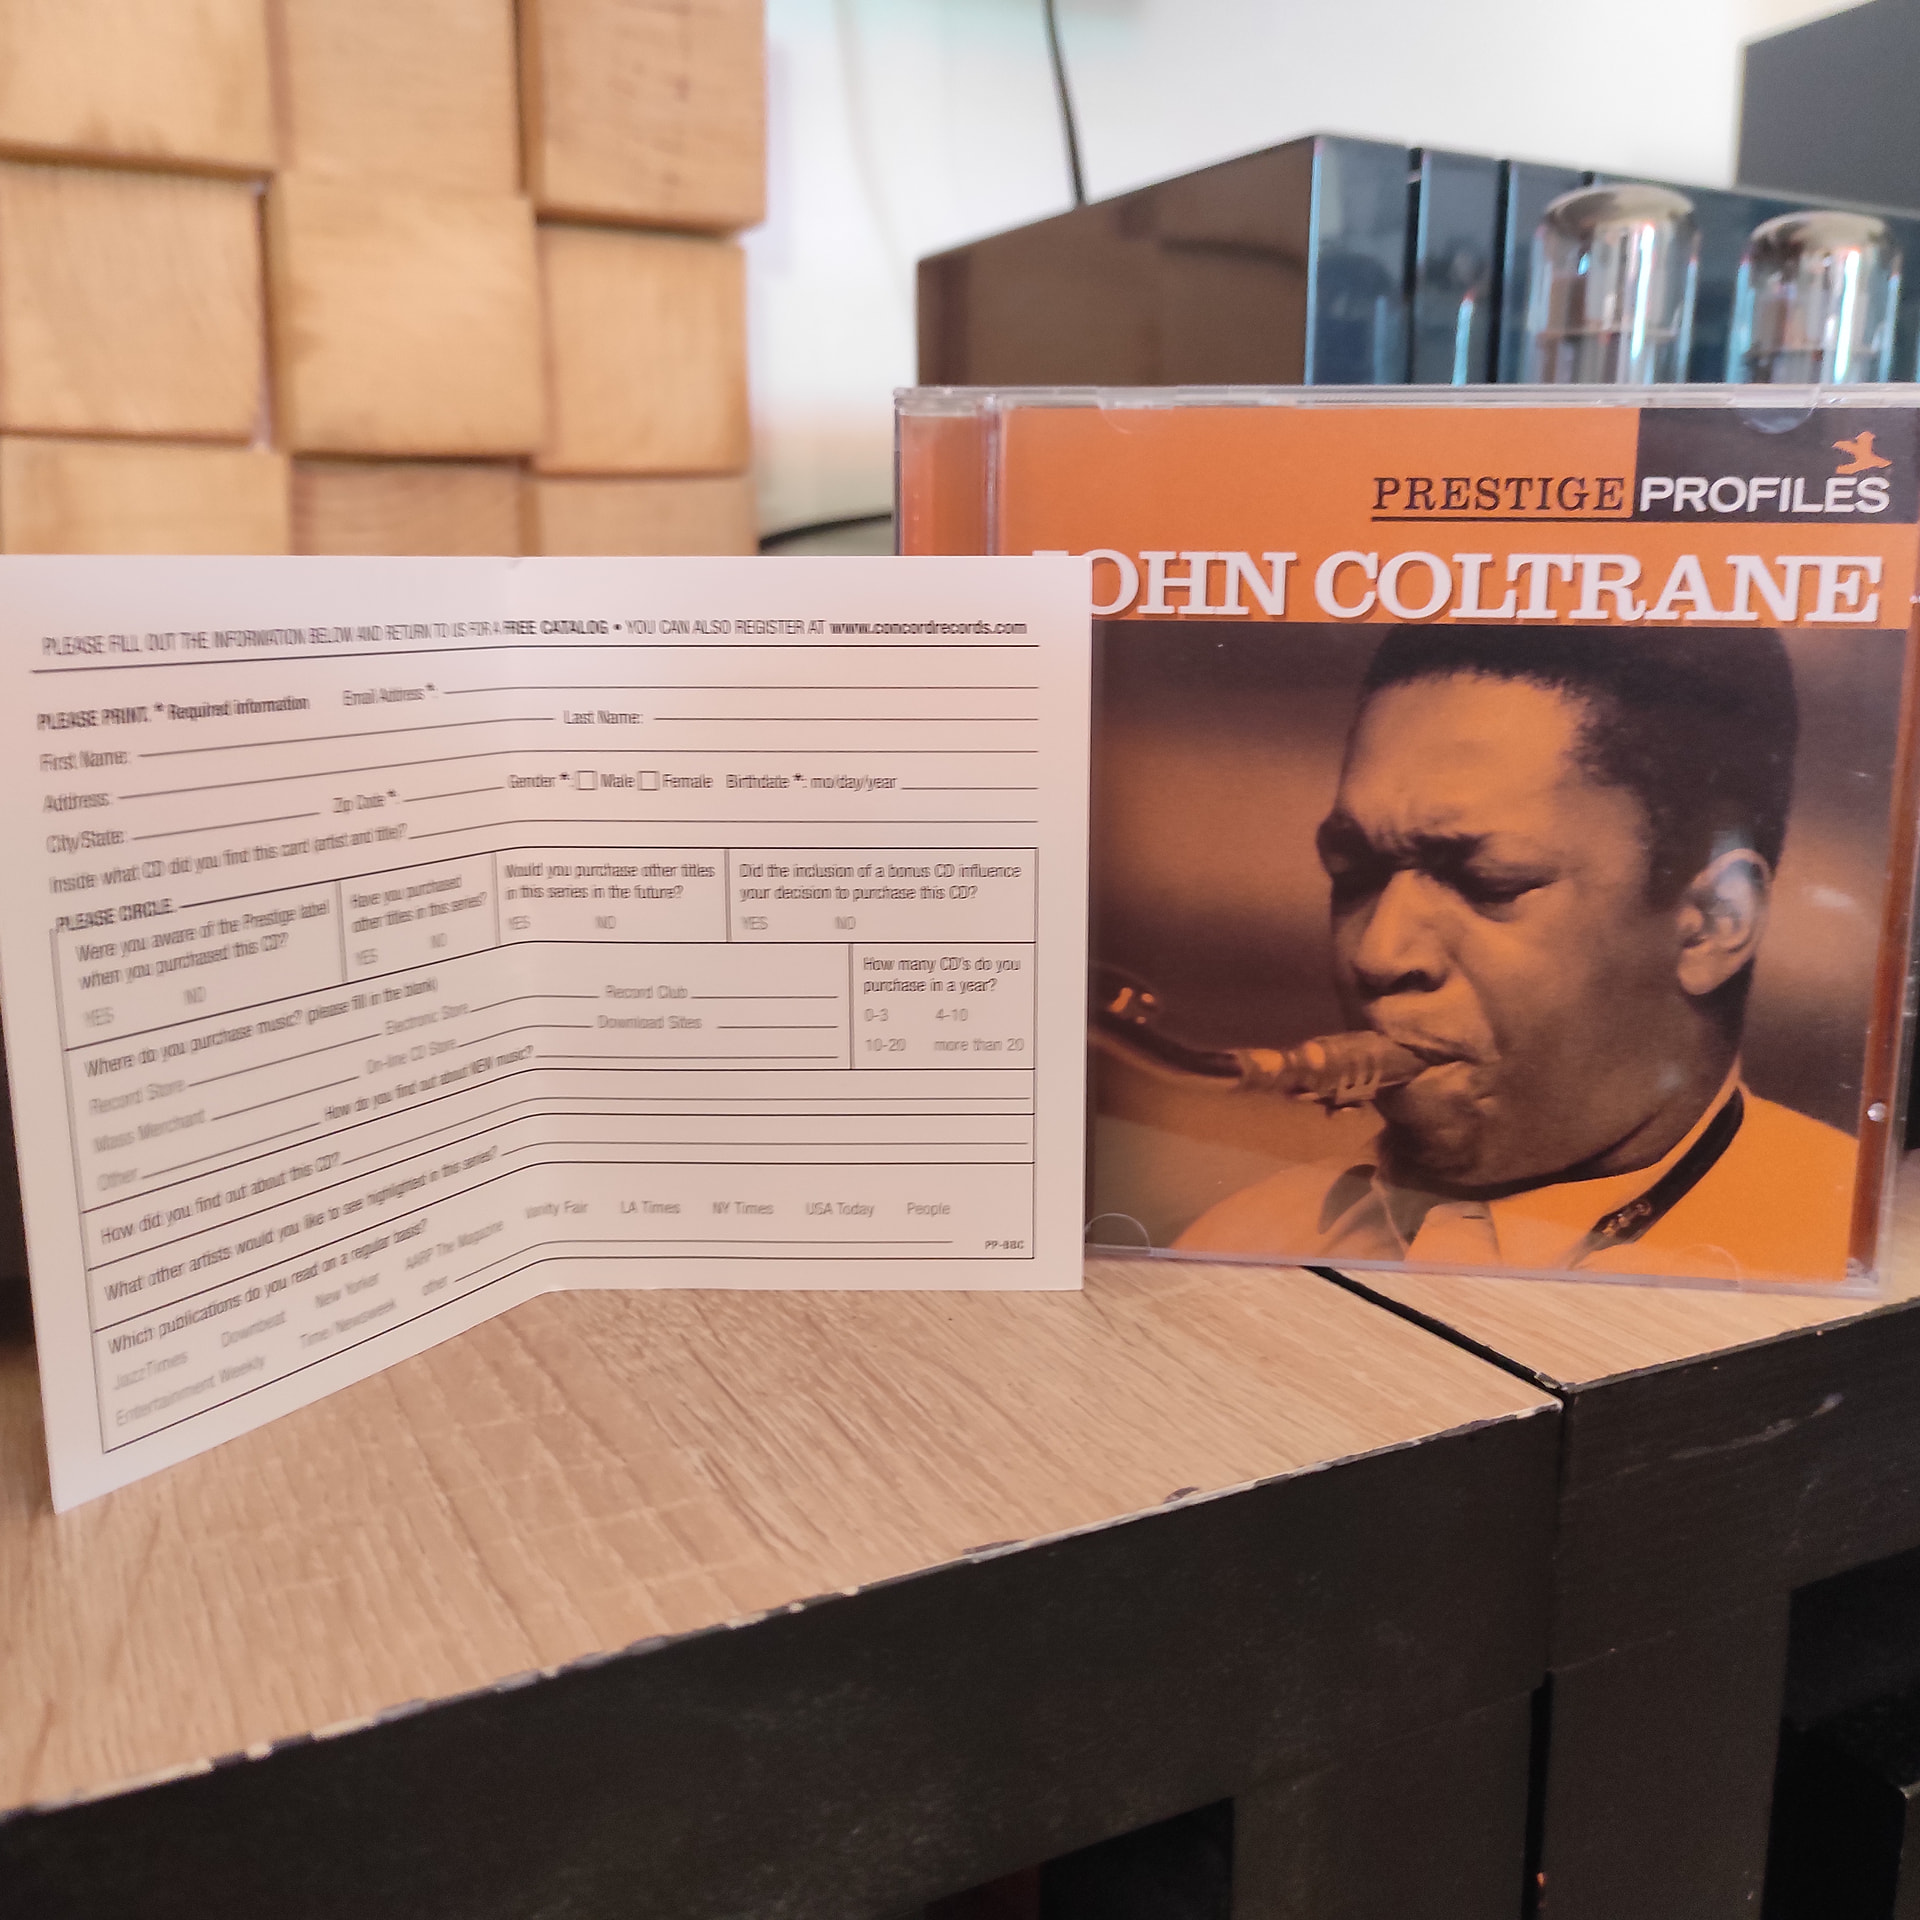 PLEASE FILL OUT THE INFORMATION BELOW AND RETURN TO US FOR A FREE CATALOG • YOU CAN ALSO REGISTER AT www.concordrecords.com
PLEASE PRINT. * Required information Email Address*:
First Name: Last Name:
Address:
City/State: Zip Code*: Gender*: Male Female Birthdate*: mo/day/year
Inside what CD did you find this card (artist and title)?
PLEASE CIRCLE.
Were you aware of the Prestige label
when you purchased this CD?
YES NO
Have you purchased
other titles in this series?
YES NO
Would you purchase other titles
in this series in the future?
YES NO
Did the inclusion of a bonus CD influence
your decision to purchase this CD?
YES NO
Where do you purchase music? (please fill in the blank)
Record Store Electronic Store Record Club
Mass Merchant On-line CD Store Download Sites
Other How do you find out about NEW music?
How many CD's do you
purchase in a year?
0-3 4-10
10-20 more than 20
How did you find out about this CD?
What other artists would you like to see highlighted in this series?
Which publications do you read on a regular basis?
JazzTimes Downbeat New Yorker AARP The Magazine Vanity Fair LA Times NY Times USA Today People
Entertainment Weekly Time/Newsweek other
PP-BBC
PRESTIGE PROFILES
JOHN COLTRANE